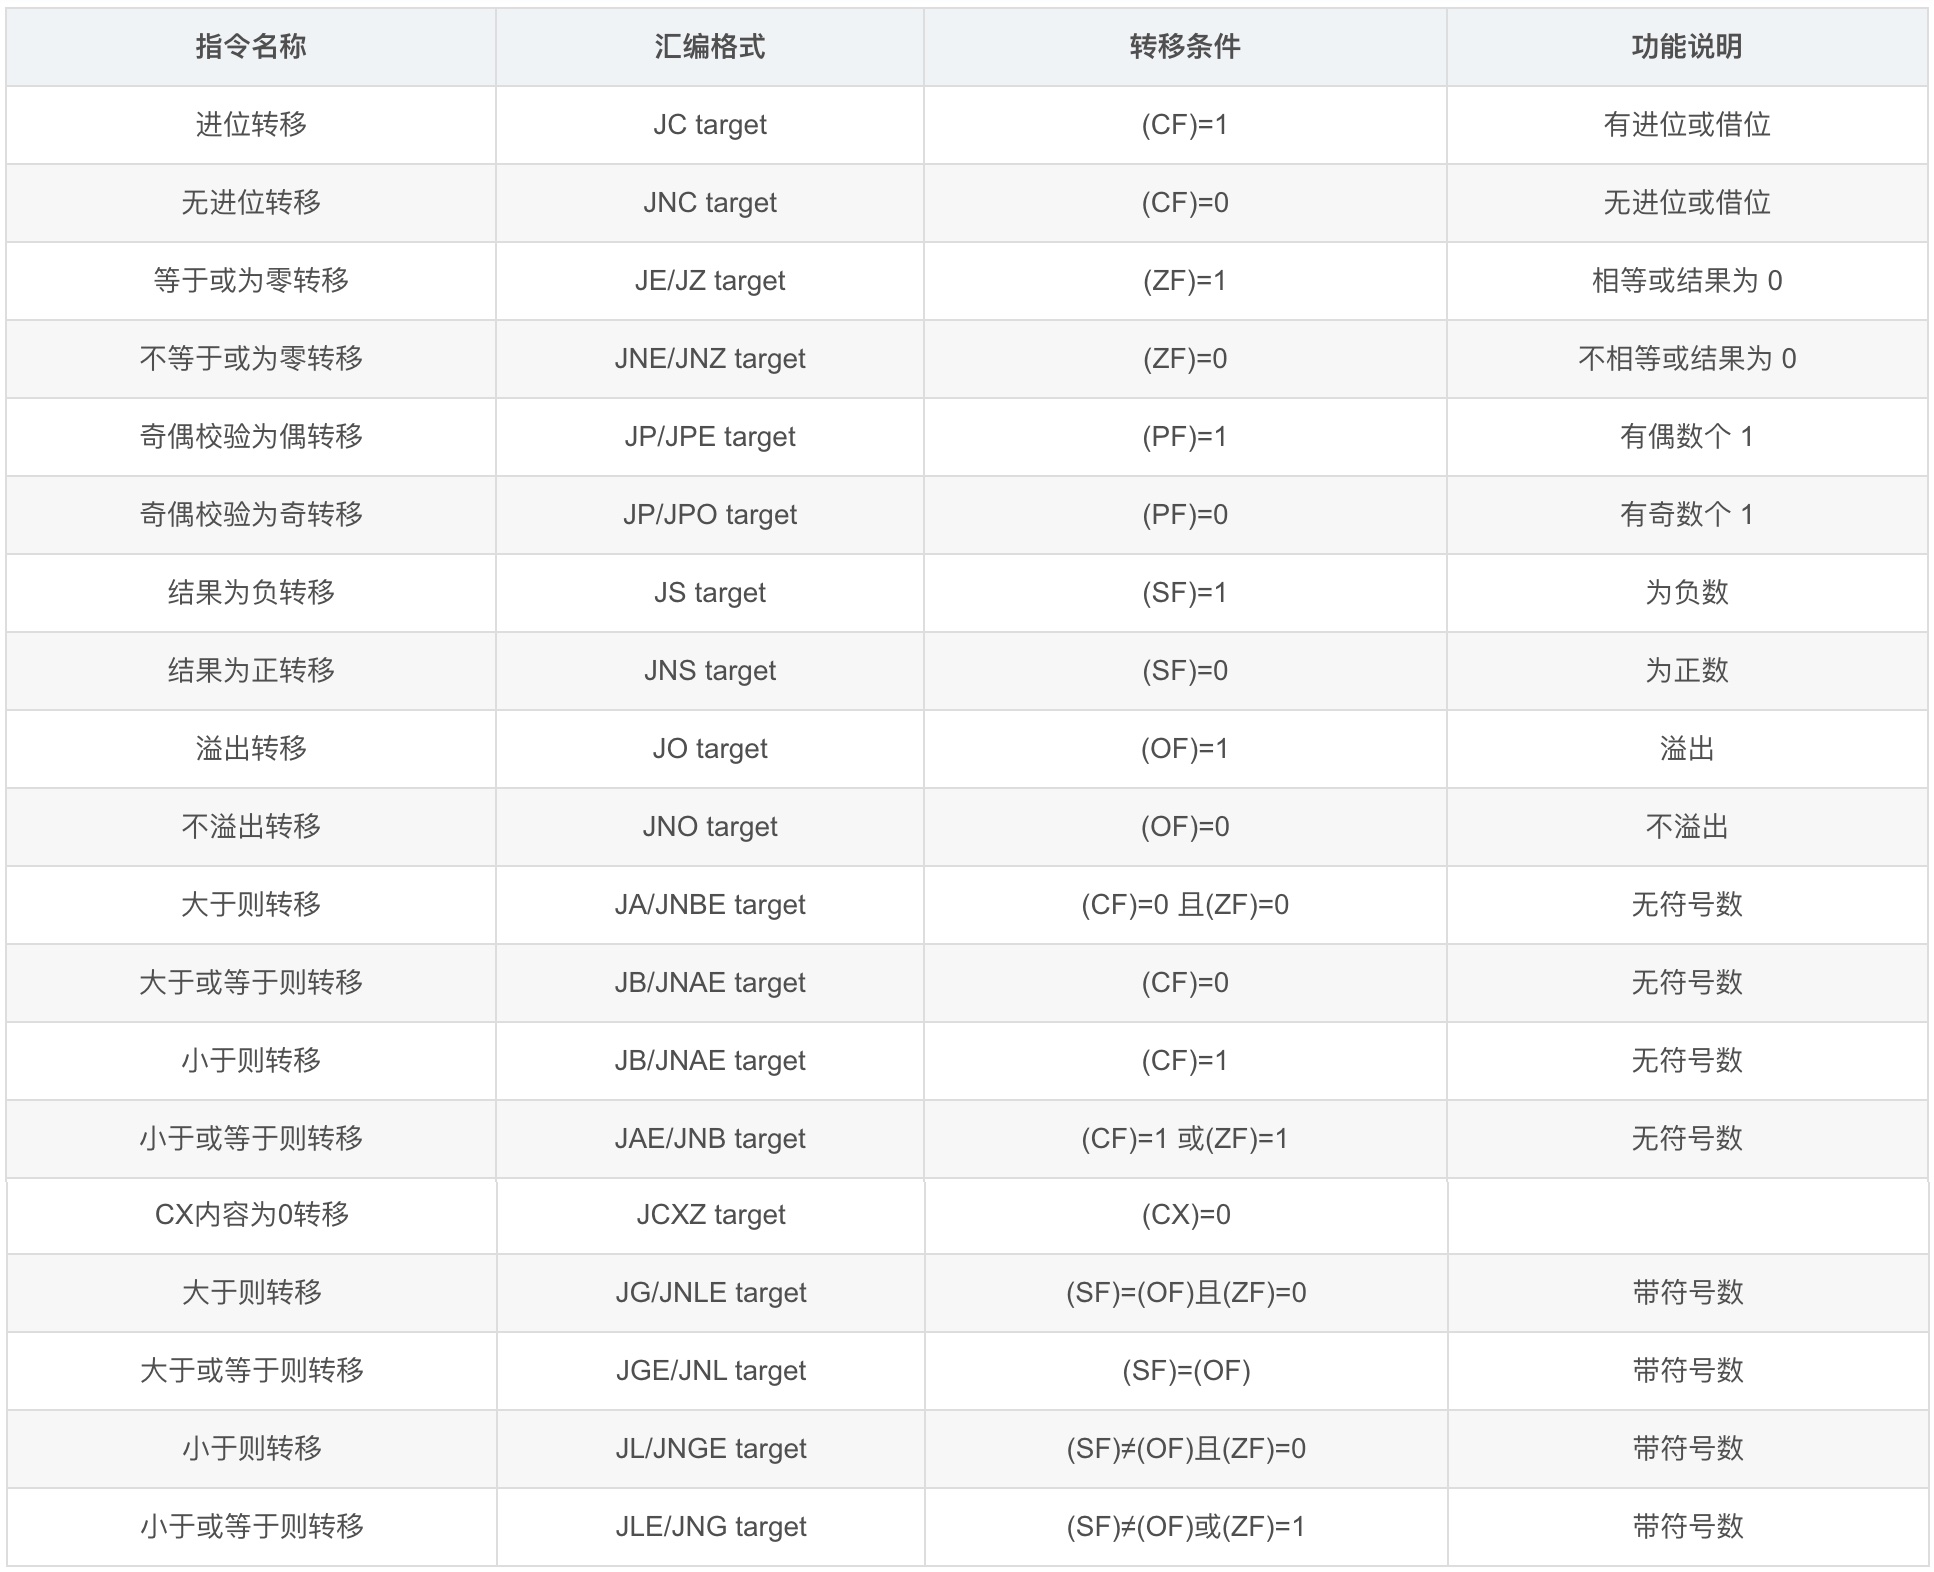 指令名称 汇编格式 转移条件 功能说明
进位转移 JC target (CF)=1 有进位或借位
无进位转移 JNC target (CF)=0 无进位或借位
等于或为零转移 JE/JZ target (ZF)=1 相等或结果为 0
不等于或为零转移 JNE/JNZ target (ZF)=0 不相等或结果为 0
奇偶校验为偶转移 JP/JPE target (PF)=1 有偶数个 1
奇偶校验为奇转移 JP/JPO target (PF)=0 有奇数个 1
结果为负转移 JS target (SF)=1 为负数
结果为正转移 JNS target (SF)=0 为正数
溢出转移 JO target (OF)=1 溢出
不溢出转移 JNO target (OF)=0 不溢出
大于则转移 JA/JNBE target (CF)=0 且(ZF)=0 无符号数
大于或等于则转移 JB/JNAE target (CF)=0 无符号数
小于则转移 JB/JNAE target (CF)=1 无符号数
小于或等于则转移 JAE/JNB target (CF)=1 或(ZF)=1 无符号数
CX内容为0转移 JCXZ target (CX)=0
大于则转移 JG/JNLE target (SF)=(OF)且(ZF)=0 带符号数
大于或等于则转移 JGE/JNL target (SF)=(OF) 带符号数
小于则转移 JL/JNGE target (SF)≠(OF)且(ZF)=0 带符号数
小于或等于则转移 JLE/JNG target (SF)≠(OF)或(ZF)=1 带符号数